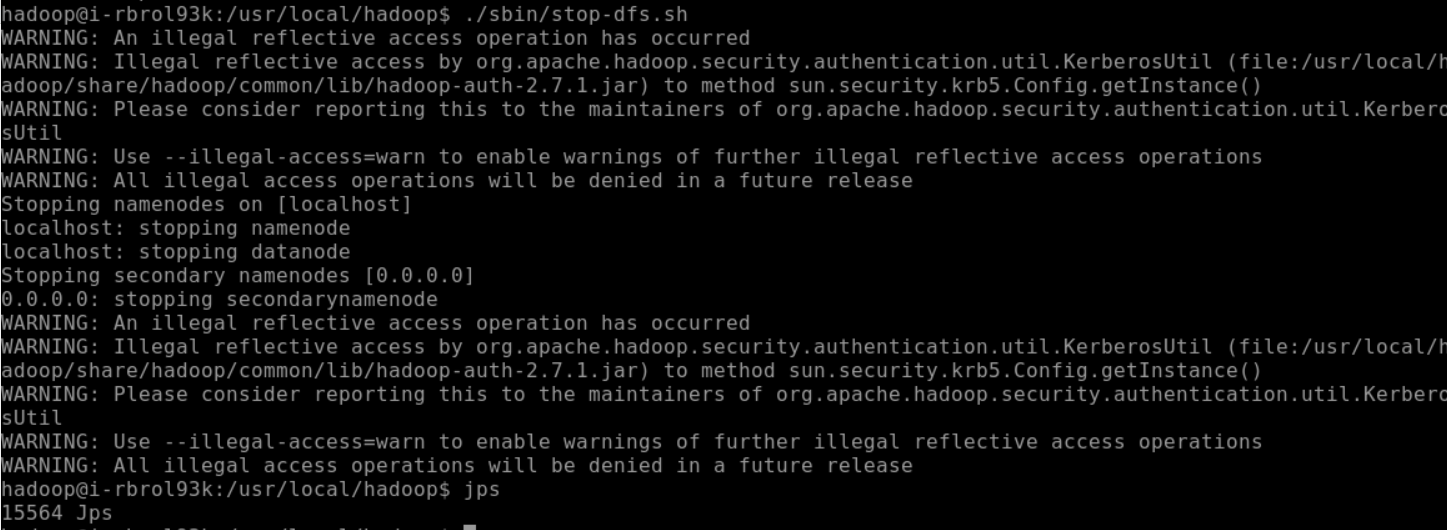 hadoop@i-rbrol93k:/usr/local/hadoop$ ./sbin/stop-dfs.sh
WARNING: An illegal reflective access operation has occurred
WARNING: Illegal reflective access by org.apache.hadoop.security.authentication.util.KerberosUtil (file:/usr/local/h
adoop/share/hadoop/common/lib/hadoop-auth-2.7.1.jar) to method sun.security.krb5.Config.getInstance()
WARNING: Please consider reporting this to the maintainers of org.apache.hadoop.security.authentication.util.Kerbero
sUtil
WARNING: Use --illegal-access=warn to enable warnings of further illegal reflective access operations
WARNING: All illegal access operations will be denied in a future release
Stopping namenodes on [localhost]
localhost: stopping namenode
localhost: stopping datanode
Stopping secondary namenodes [0.0.0.0]
0.0.0.0: stopping secondarynamenode
WARNING: An illegal reflective access operation has occurred
WARNING: Illegal reflective access by org.apache.hadoop.security.authentication.util.KerberosUtil (file:/usr/local/h
adoop/share/hadoop/common/lib/hadoop-auth-2.7.1.jar) to method sun.security.krb5.Config.getInstance()
WARNING: Please consider reporting this to the maintainers of org.apache.hadoop.security.authentication.util.Kerbero
sUtil
WARNING: Use --illegal-access=warn to enable warnings of further illegal reflective access operations
WARNING: All illegal access operations will be denied in a future release
hadoop@i-rbrol93k:/usr/local/hadoop$ jps
15564 Jps